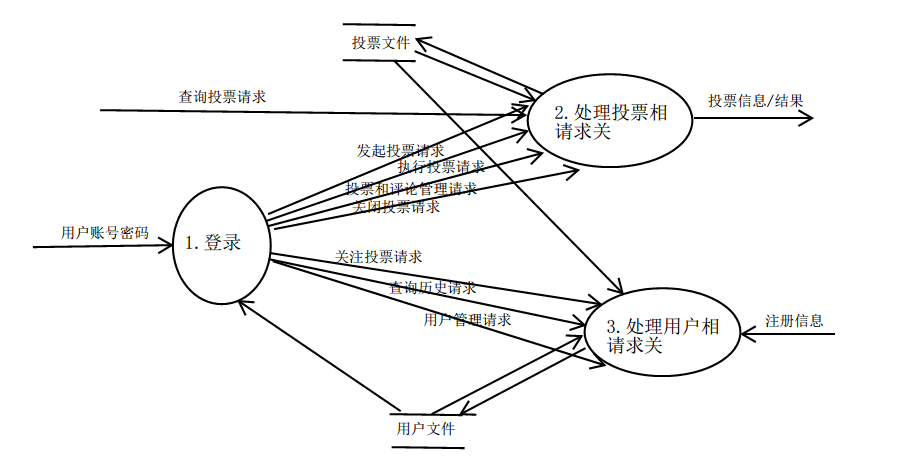 投票文件
查询投票请求
2.处理投票相
请求关
投票信息/结果
发起投票请求
执行投票请求
投票和评论管理请求
关闭投票请求
用户账号密码
1.登录
关注投票请求
查询历史请求
用户管理请求
3.处理用户相
请求关
注册信息
用户文件